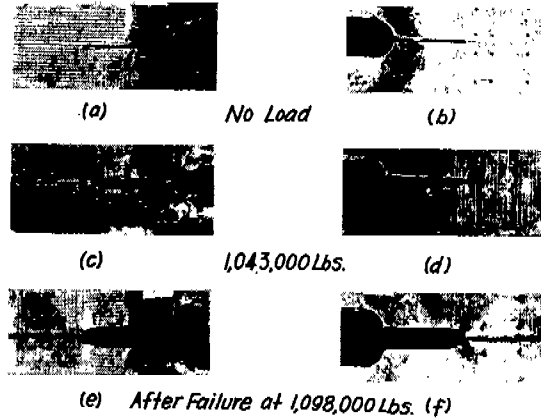 (a) No Load (b)
(c) 1,043,000 Lbs. (d)
(e) After Failure at 1,098,000 Lbs. (f)